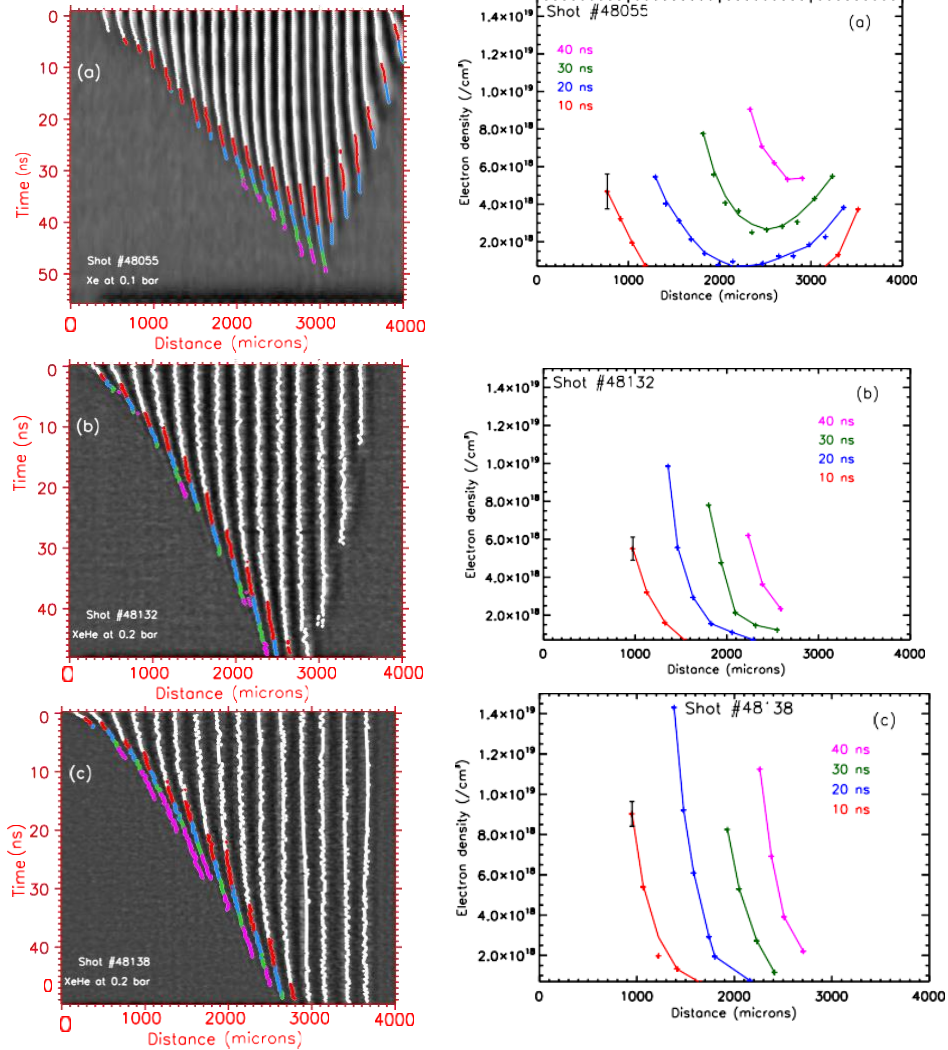 (a)
Shot #48055
Xe at 0.1 bar
Time (ns)
0
10
20
30
40
50
0
1000
2000
3000
4000
Distance (microns)
Shot #48055
(a)
40 ns
30 ns
20 ns
10 ns
Electron density (/cm³)
1.4×10¹⁹
1.2×10¹⁹
1.0×10¹⁹
8.0×10¹⁸
6.0×10¹⁸
4.0×10¹⁸
2.0×10¹⁸
0
1000
2000
3000
4000
Distance (microns)
(b)
Shot #48132
XeHe at 0.2 bar
Time (ns)
0
10
20
30
40
0
1000
2000
3000
4000
Distance (microns)
Shot #48132
(b)
40 ns
30 ns
20 ns
10 ns
Electron density (/cm³)
1.4×10¹⁹
1.2×10¹⁹
1.0×10¹⁹
8.0×10¹⁸
6.0×10¹⁸
4.0×10¹⁸
2.0×10¹⁸
0
1000
2000
3000
4000
Distance (microns)
(c)
Shot #48138
XeHe at 0.2 bar
Time (ns)
0
10
20
30
40
0
0
1000
2000
3000
4000
Distance (microns)
Shot #48138
(c)
40 ns
30 ns
20 ns
10 ns
Electron density (/cm³)
1.4×10¹⁹
1.2×10¹⁹
1.0×10¹⁹
8.0×10¹⁸
6.0×10¹⁸
4.0×10¹⁸
2.0×10¹⁸
0
1000
2000
3000
4000
Distance (microns)